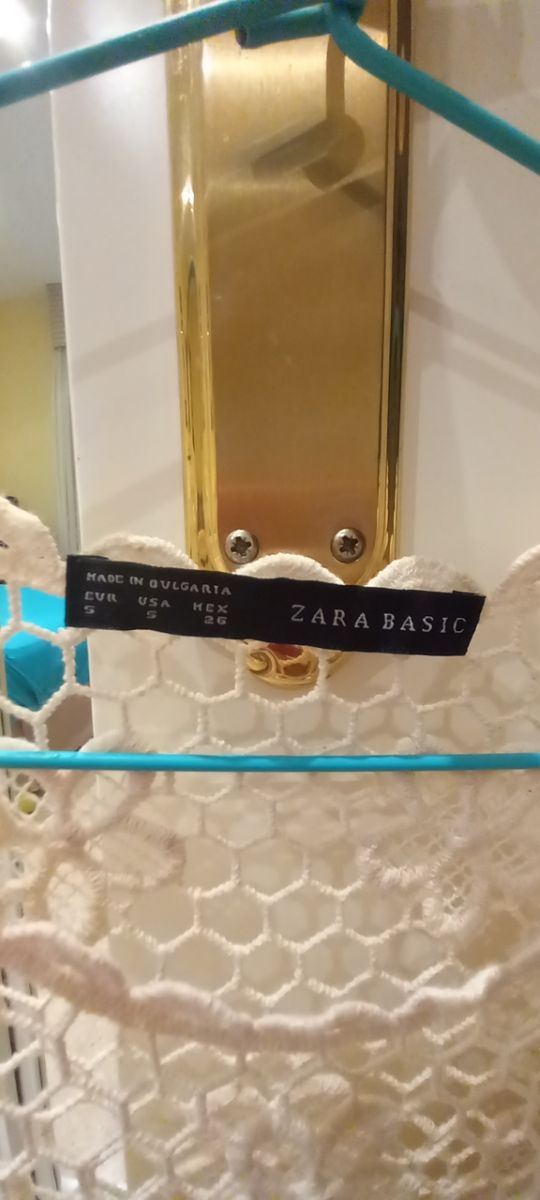 MADE IN BULGARIA
EUR USA MEX
S S 26
ZARA BASIC